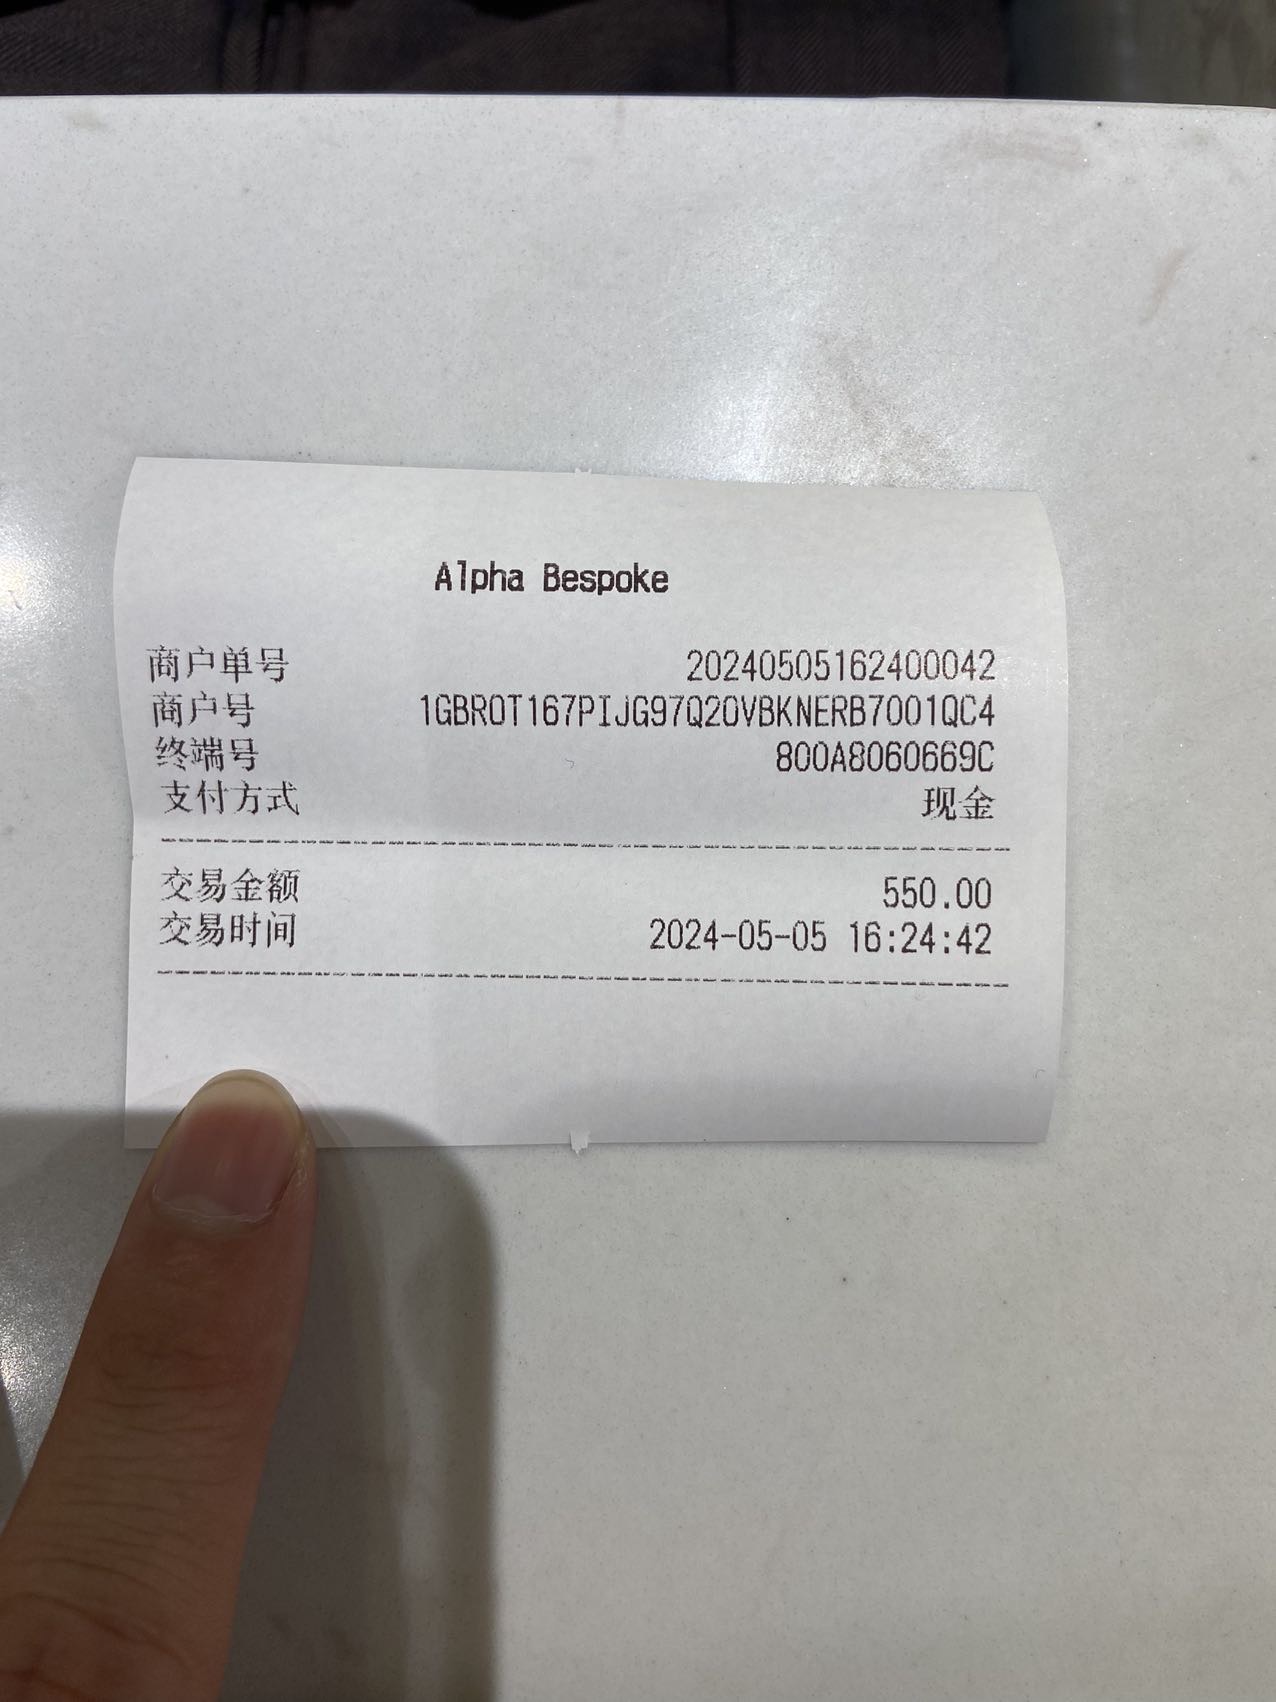 Alpha Bespoke
商户单号 20240505162400042
商户号 1GBR0T167PIJG97Q20VBKNERB7001QC4
终端号 800A8060669C
支付方式 现金
交易金额 550.00
交易时间 2024-05-05 16:24:42